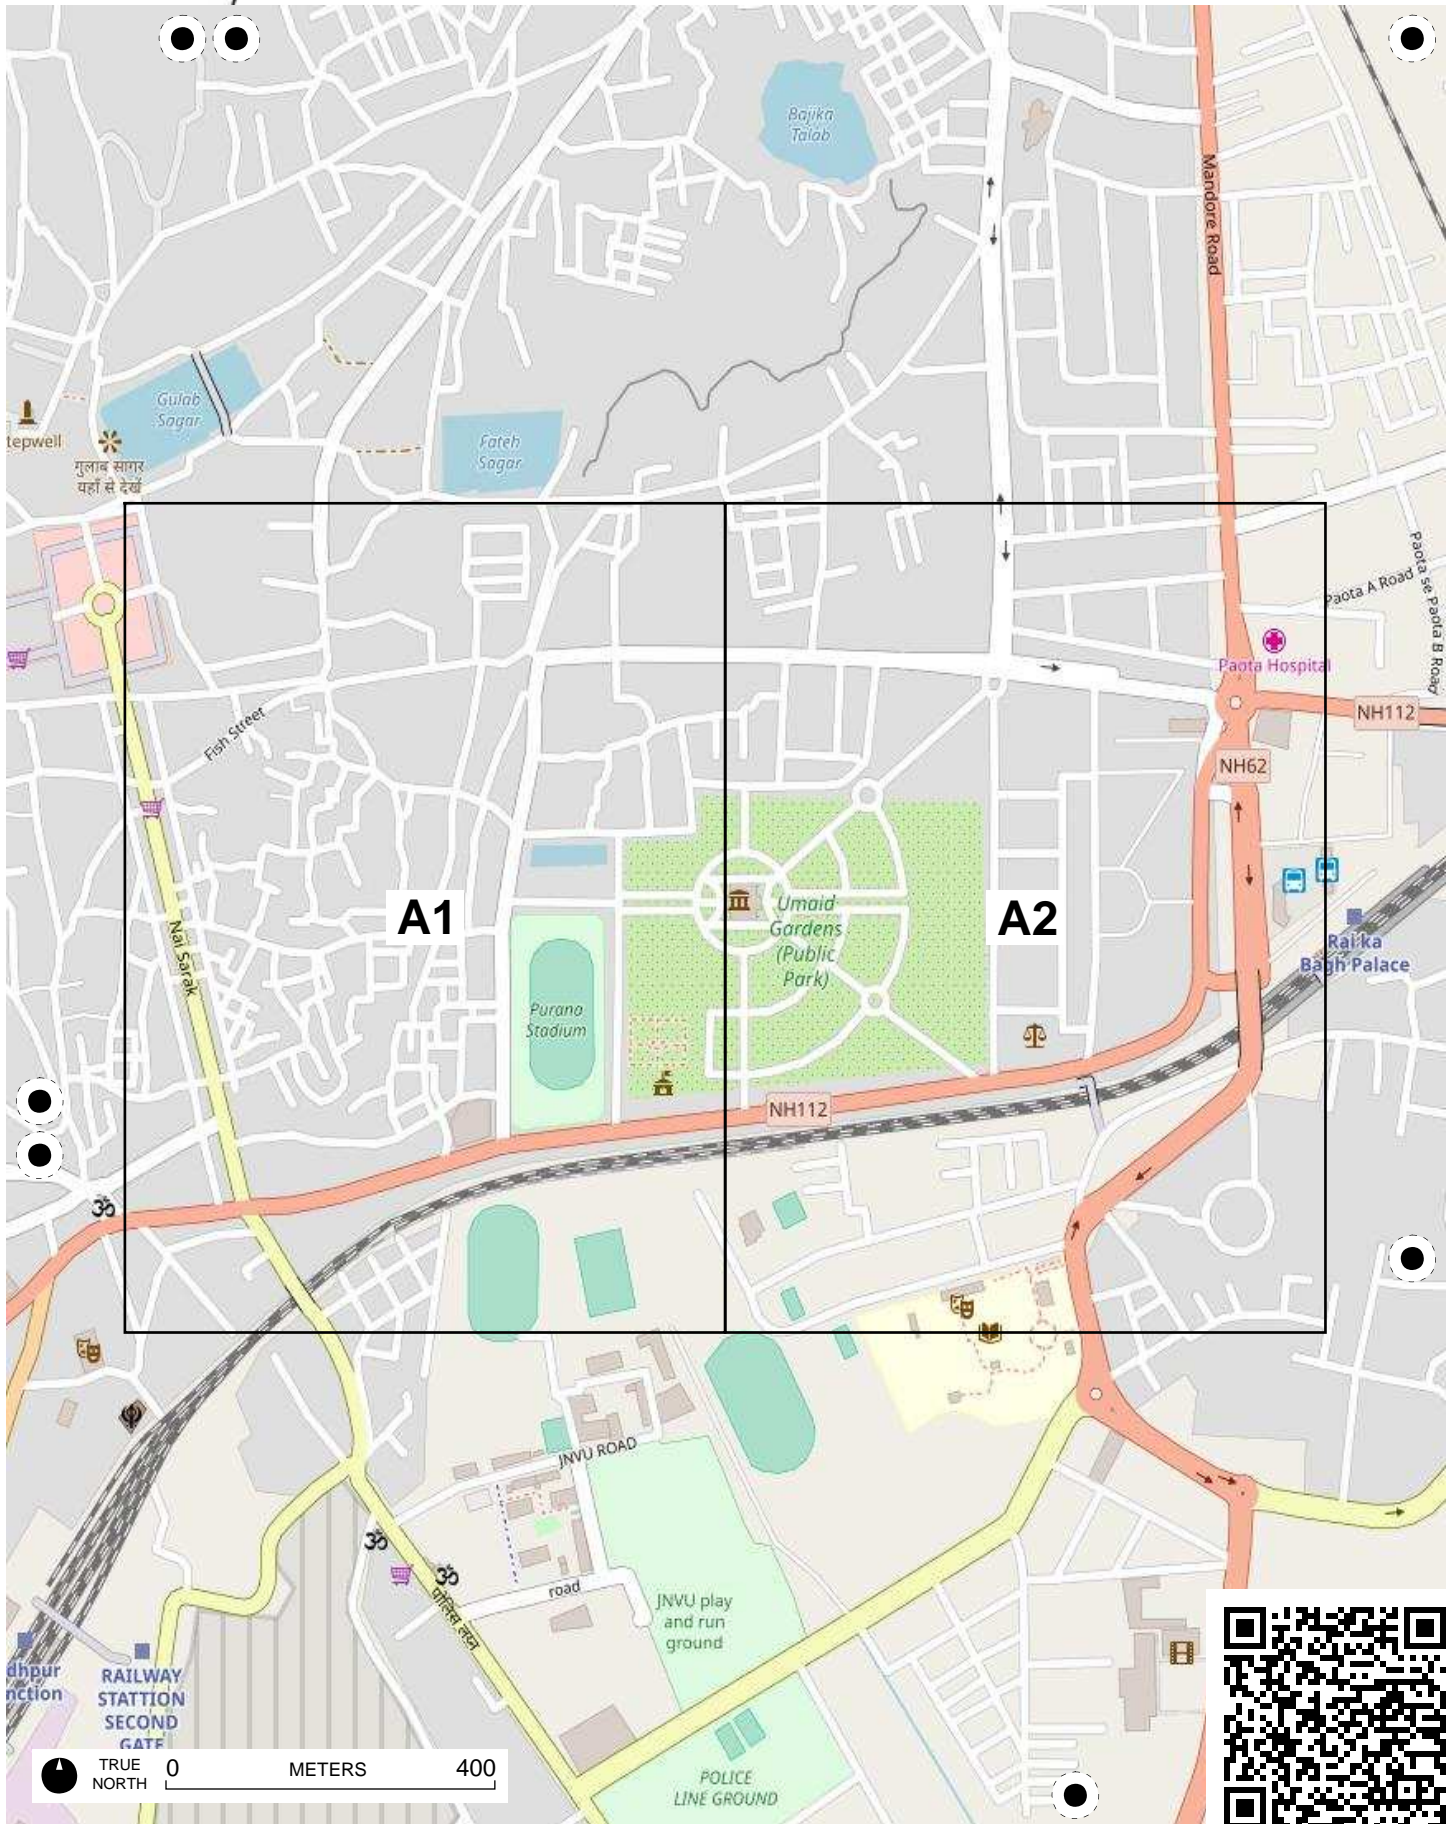 Bajika
Talab
Mandore Road
Gulab
Sagar
tepwell
गुलाब सागर
यहाँ से देखें
Fateh
Sagar
Paota A Road
Paota se Paota B Roay
Paota Hospital
NH112
Fish Street
NH62
A1
Umaid
Gardens
(Public
Park)
A2
Rai ka
Bagh Palace
Nai Sarak
Purana
Stadium
NH112
ॐ
JNVU ROAD
ॐ
ॐ
road
पोलिस लाइन
JNVU play
and run
ground
dhpur
nction
RAILWAY
STATTION
SECOND
GATE
TRUE
NORTH
0 METERS 400
POLICE
LINE GROUND